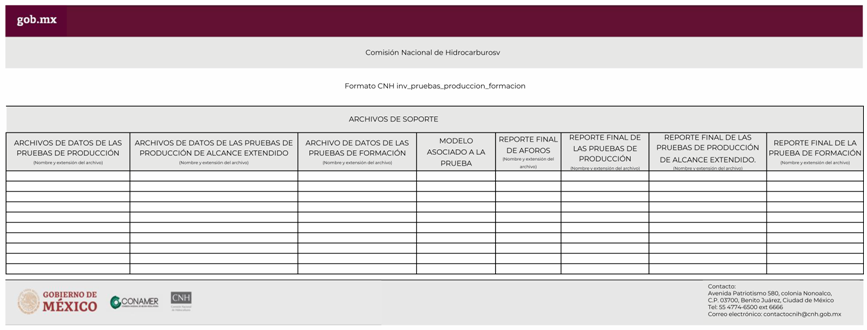 gob.mx
Comisión Nacional de Hidrocarburosv
Formato CNH inv_pruebas_produccion_formacion
ARCHIVOS DE SOPORTE
ARCHIVOS DE DATOS DE LAS
PRUEBAS DE PRODUCCIÓN
(Nombre y extensión del archivo)
ARCHIVOS DE DATOS DE LAS PRUEBAS DE
PRODUCCIÓN DE ALCANCE EXTENDIDO
(Nombre y extensión del archivo)
ARCHIVO DE DATOS DE LAS
PRUEBAS DE FORMACIÓN
(Nombre y extensión del archivo)
MODELO
ASOCIADO A LA
PRUEBA
REPORTE FINAL
DE AFOROS
(Nombre y extensión del
archivo)
REPORTE FINAL DE
LAS PRUEBAS DE
PRODUCCIÓN
(Nombre y extensión del archivo)
REPORTE FINAL DE LAS
PRUEBAS DE PRODUCCIÓN
DE ALCANCE EXTENDIDO.
(Nombre y extensión del archivo)
REPORTE FINAL DE LA
PRUEBA DE FORMACIÓN
(Nombre y extensión del archivo)
GOBIERNO DE
MÉXICO
CONAMER
CNH
Contacto:
Avenida Patriotismo 580, colonia Nonoalco,
C.P. 03700, Benito Juárez, Ciudad de México
Tel: 55 4774-6500 ext 6666
Correo electrónico: contactocnih@cnh.gob.mx